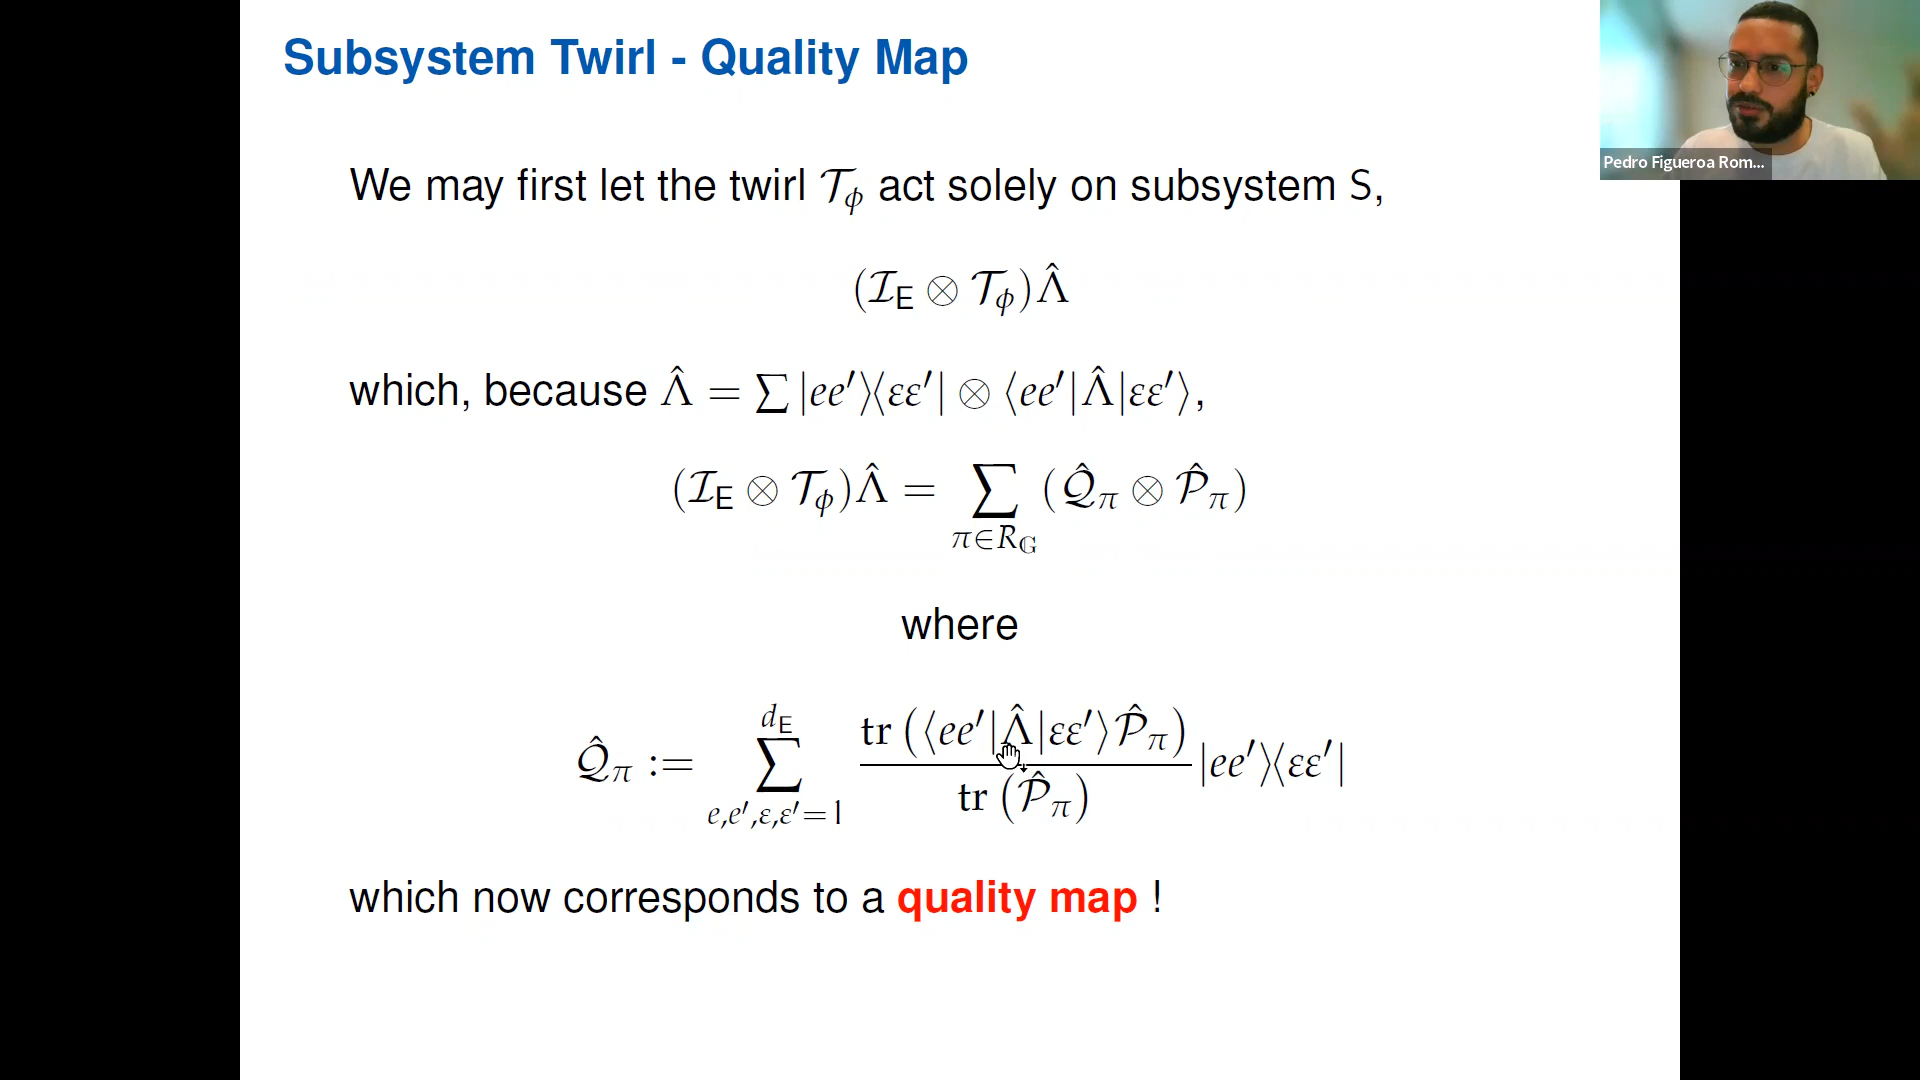 Subsystem Twirl - Quality Map
Pedro Figueroa Rom...
We may first let the twirl 𝒯_ϕ act solely on subsystem S,
(ℐ_E ⊗ 𝒯_ϕ)Λ̂
which, because Λ̂ = ∑ |ee′⟩⟨εε′| ⊗ ⟨ee′|Λ̂|εε′⟩,
(ℐ_E ⊗ 𝒯_ϕ)Λ̂ = ∑_{π∈R_𝔾} (𝒬̂_π ⊗ 𝒫̂_π)
where
𝒬̂_π := ∑_{e,e′,ε,ε′=1}^{d_E} tr (⟨ee′|Λ̂|εε′⟩𝒫̂_π) / tr (𝒫̂_π) |ee′⟩⟨εε′|
which now corresponds to a quality map !